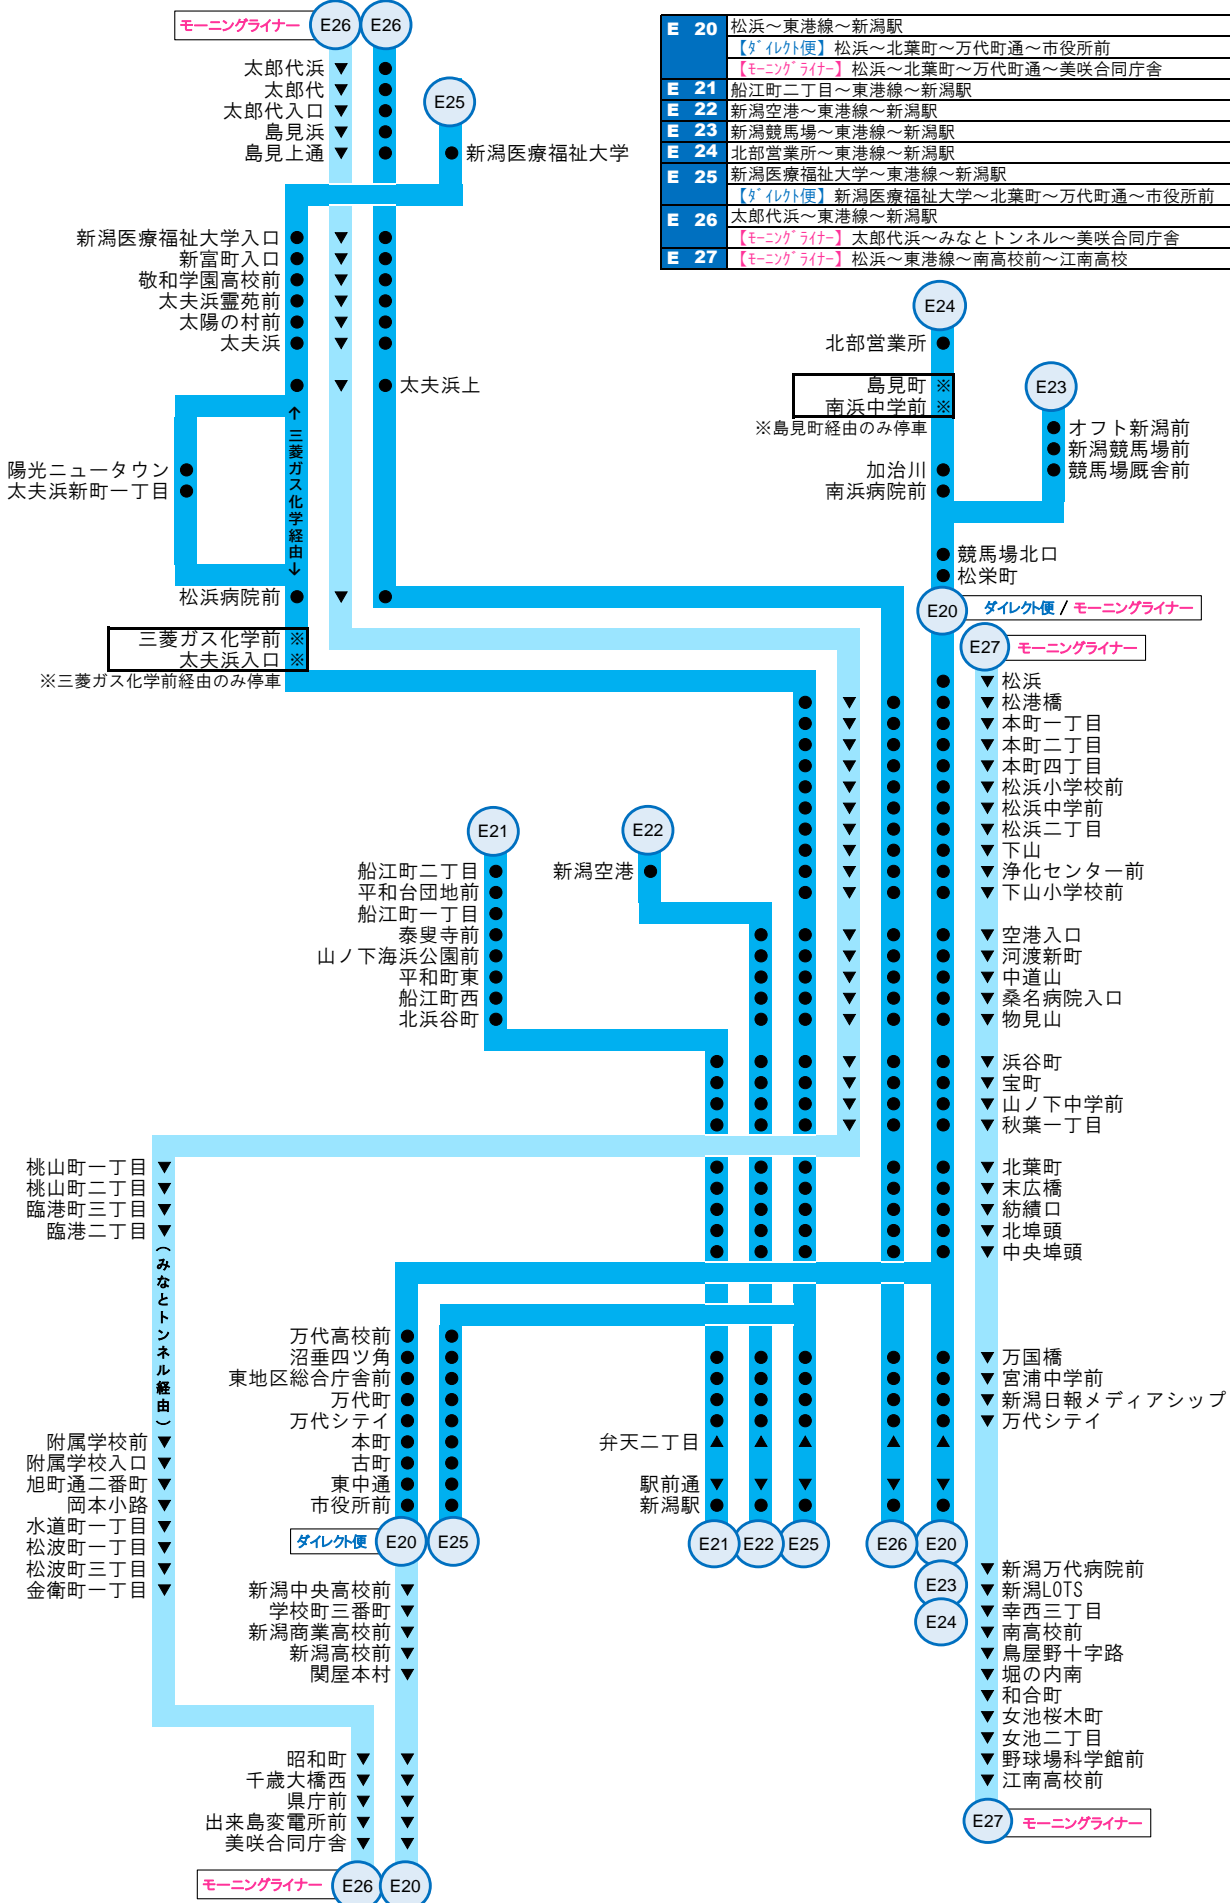 モーニングライナー E26 E26
太郎代浜
太郎代
太郎代入口
島見浜
島見上通
E25
新潟医療福祉大学
E 20 松浜～東港線～新潟駅
【ダイレクト便】松浜～北葉町～万代町通～市役所前
【モーニングライナー】松浜～北葉町～万代町通～美咲合同庁舎
E 21 船江町二丁目～東港線～新潟駅
E 22 新潟空港～東港線～新潟駅
E 23 新潟競馬場～東港線～新潟駅
E 24 北部営業所～東港線～新潟駅
E 25 新潟医療福祉大学～東港線～新潟駅
【ダイレクト便】新潟医療福祉大学～北葉町～万代町通～市役所前
E 26 太郎代浜～東港線～新潟駅
【モーニングライナー】太郎代浜～みなとトンネル～美咲合同庁舎
E 27 【モーニングライナー】松浜～東港線～南高校前～江南高校
新潟医療福祉大学入口
新富町入口
敬和学園高校前
太夫浜霊苑前
太陽の村前
太夫浜
太夫浜上
↑三菱ガス化学経由↓
陽光ニュータウン
太夫浜新町一丁目
松浜病院前
三菱ガス化学前 ※
太夫浜入口 ※
※三菱ガス化学前経由のみ停車
E24
北部営業所
島見町 ※
南浜中学前 ※
※島見町経由のみ停車
加治川
南浜病院前
E23
オフト新潟前
新潟競馬場前
競馬場厩舎前
競馬場北口
松栄町
E20 ダイレクト便 / モーニングライナー
E27 モーニングライナー
松浜
松港橋
本町一丁目
本町二丁目
本町四丁目
松浜小学校前
松浜中学前
松浜二丁目
下山
浄化センター前
下山小学校前
空港入口
河渡新町
中道山
桑名病院入口
物見山
浜谷町
宝町
山ノ下中学前
秋葉一丁目
北葉町
末広橋
紡績口
北埠頭
中央埠頭
万国橋
宮浦中学前
新潟日報メディアシップ
万代シテイ
E21
船江町二丁目
平和台団地前
船江町一丁目
泰叟寺前
山ノ下海浜公園前
平和町東
船江町西
北浜谷町
E22
新潟空港
桃山町一丁目
桃山町二丁目
臨港町三丁目
臨港二丁目
（みなとトンネル経由）
附属学校前
附属学校入口
旭町通二番町
岡本小路
水道町一丁目
松波町一丁目
松波町三丁目
金衛町一丁目
万代高校前
沼垂四ツ角
東地区総合庁舎前
万代町
万代シテイ
本町
古町
東中通
市役所前
ダイレクト便 E20 E25
弁天二丁目
駅前通
新潟駅
E21 E22 E25 E26 E20
E23
E24
新潟中央高校前
学校町三番町
新潟商業高校前
新潟高校前
関屋本村
昭和町
千歳大橋西
県庁前
出来島変電所前
美咲合同庁舎
モーニングライナー E26 E20
新潟万代病院前
新潟LOTS
幸西三丁目
南高校前
鳥屋野十字路
堀の内南
和合町
女池桜木町
女池二丁目
野球場科学館前
江南高校前
E27 モーニングライナー